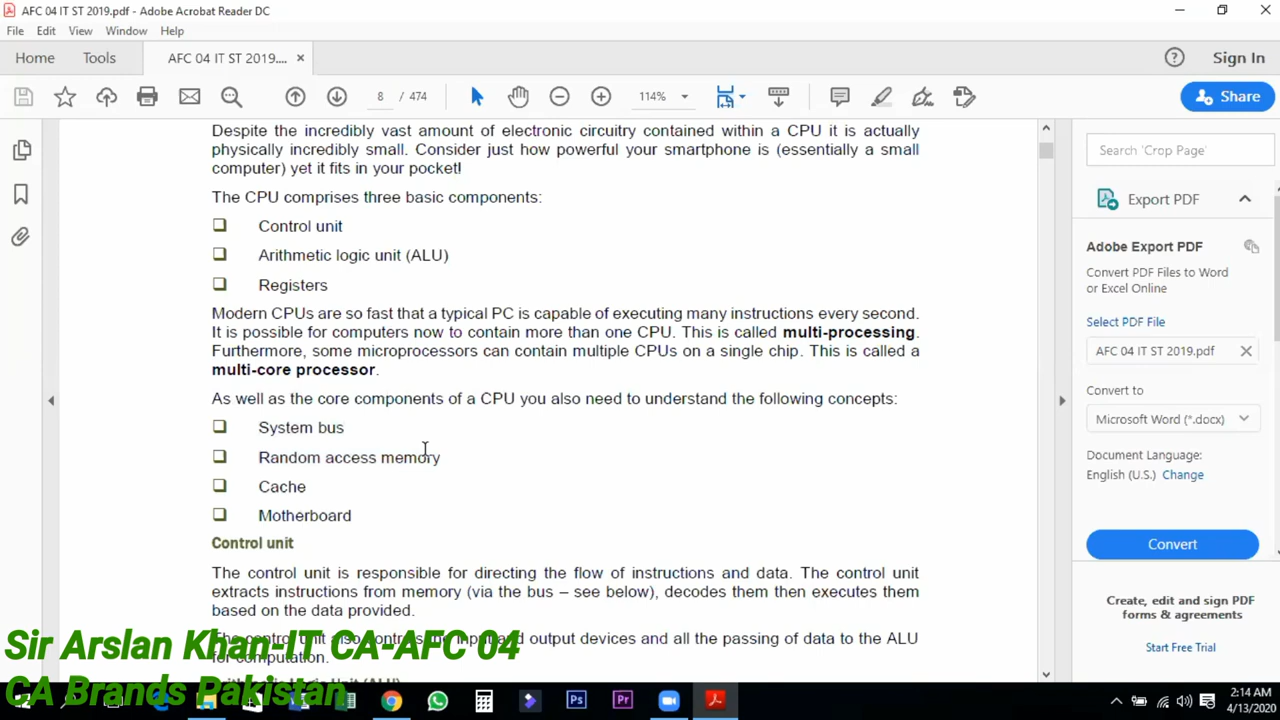 AFC 04 IT ST 2019.pdf - Adobe Acrobat Reader DC
File Edit View Window Help
Home Tools AFC 04 IT ST 2019.... × Sign In
8 / 474 114% Share
Despite the incredibly vast amount of electronic circuitry contained within a CPU it is actually
physically incredibly small. Consider just how powerful your smartphone is (essentially a small
computer) yet it fits in your pocket!
The CPU comprises three basic components:
❑ Control unit
❑ Arithmetic logic unit (ALU)
❑ Registers
Modern CPUs are so fast that a typical PC is capable of executing many instructions every second.
It is possible for computers now to contain more than one CPU. This is called multi-processing.
Furthermore, some microprocessors can contain multiple CPUs on a single chip. This is called a
multi-core processor.
As well as the core components of a CPU you also need to understand the following concepts:
❑ System bus
❑ Random access memory
❑ Cache
❑ Motherboard
Control unit
The control unit is responsible for directing the flow of instructions and data. The control unit
extracts instructions from memory (via the bus – see below), decodes them then executes them
based on the data provided.
The control unit also controls the input and output devices and all the passing of data to the ALU
for computation.
Search 'Crop Page'
Export PDF
Adobe Export PDF
Convert PDF Files to Word
or Excel Online
Select PDF File
AFC 04 IT ST 2019.pdf
Convert to
Microsoft Word (*.docx)
Document Language:
English (U.S.) Change
Convert
Create, edit and sign PDF
forms & agreements
Start Free Trial
Sir Arslan Khan-IT CA-AFC 04
CA Brands Pakistan
Ps Pr
2:14 AM
4/13/2020